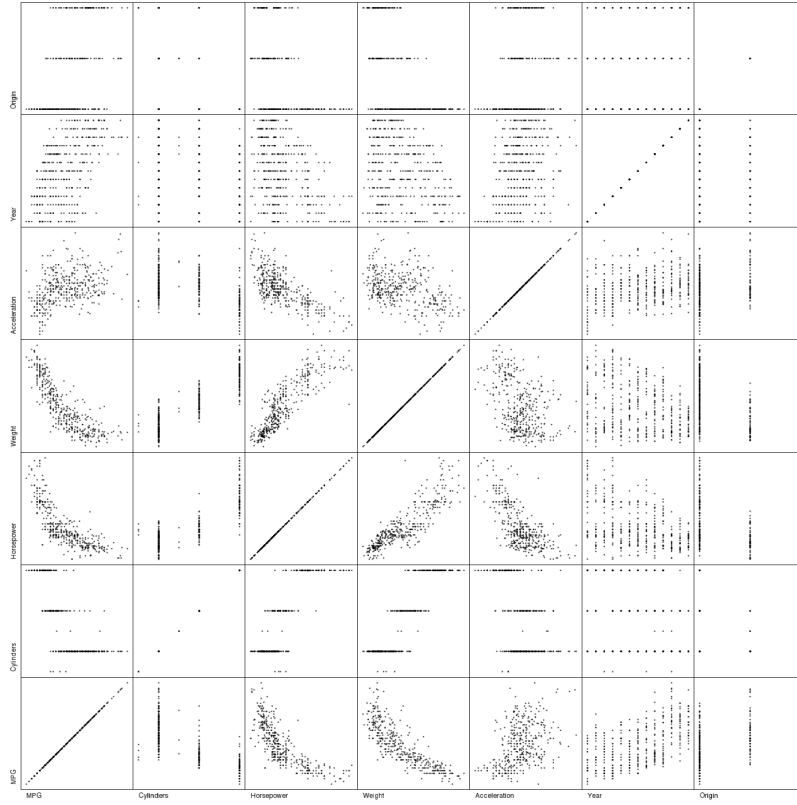 Origin
Year
Acceleration
Weight
Horsepower
Cylinders
MPG
MPG Cylinders Horsepower Weight Acceleration Year Origin